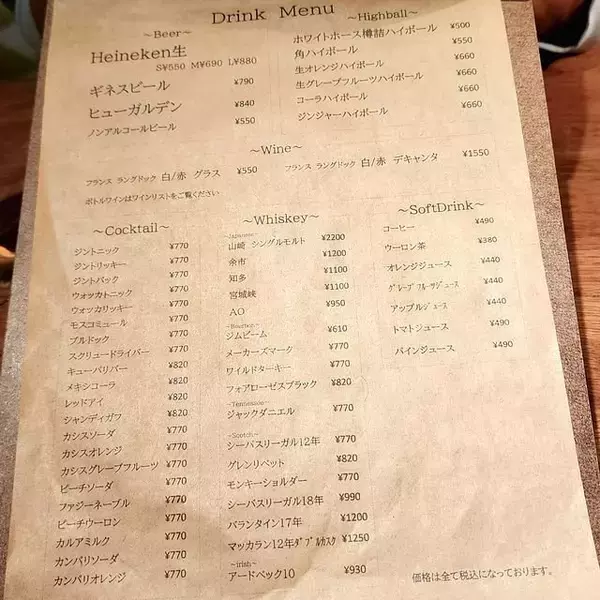 Drink Menu
~Beer~
Heineken生
S¥550 M¥690 L¥880
ギネスビール ¥790
ヒューガルデン ¥840
ノンアルコールビール ¥550
~Highball~
ホワイトホース樽詰ハイボール ¥500
角ハイボール ¥550
生オレンジハイボール ¥660
生グレープフルーツハイボール ¥660
コーラハイボール ¥660
ジンジャーハイボール ¥660
~Wine~
フランス ラングドック 白/赤 グラス ¥550
フランス ラングドック 白/赤 デキャンタ ¥1550
ボトルワインはワインリストをご覧ください
~Cocktail~
ジントニック ¥770
ジントリッキー ¥770
ジントバック ¥770
ウォッカトニック ¥770
ウォッカリッキー ¥770
モスコミュール ¥770
ブルドック ¥770
スクリュードライバー ¥770
キューバリバー ¥820
メキシコーラ ¥820
レッドアイ ¥820
シャンディガフ ¥820
カシスソーダ ¥770
カシスオレンジ ¥770
カシスグレープフルーツ ¥770
ピーチソーダ ¥770
ファジーネーブル ¥770
ピーチウーロン ¥770
カルアミルク ¥770
カンパリソーダ ¥770
カンパリオレンジ ¥770
~Whiskey~
~Japanese~
山崎 シングルモルト ¥2200
余市 ¥1200
知多 ¥1100
宮城峡 ¥1100
AO ¥950
~Bourbon~
ジムビーム ¥610
メーカーズマーク ¥770
ワイルドターキー ¥770
フォアローゼスブラック ¥820
~Tennessee~
ジャックダニエル ¥770
~Scotch~
シーバスリーガル12年 ¥770
グレンリベット ¥820
モンキーショルダー ¥770
シーバスリーガル18年 ¥990
バランタイン17年 ¥1200
マッカラン12年ダブルカスク ¥1250
~irish~
アードベック10 ¥930
~SoftDrink~
コーヒー ¥490
ウーロン茶 ¥380
オレンジジュース ¥440
グレープフルーツジュース ¥440
アップルジュース ¥440
トマトジュース ¥490
パインジュース ¥490
価格は全て税込になっております。